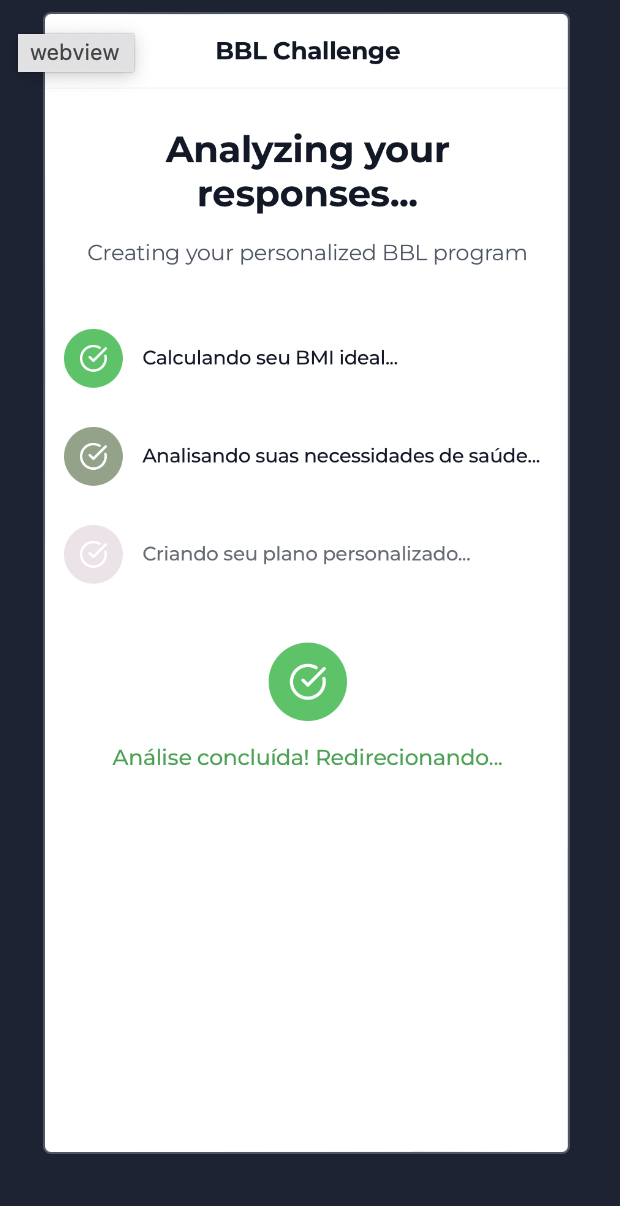 webview
BBL Challenge
Analyzing your
responses...
Creating your personalized BBL program
Calculando seu BMI ideal...
Analisando suas necessidades de saúde...
Criando seu plano personalizado...
Análise concluída! Redirecionando...